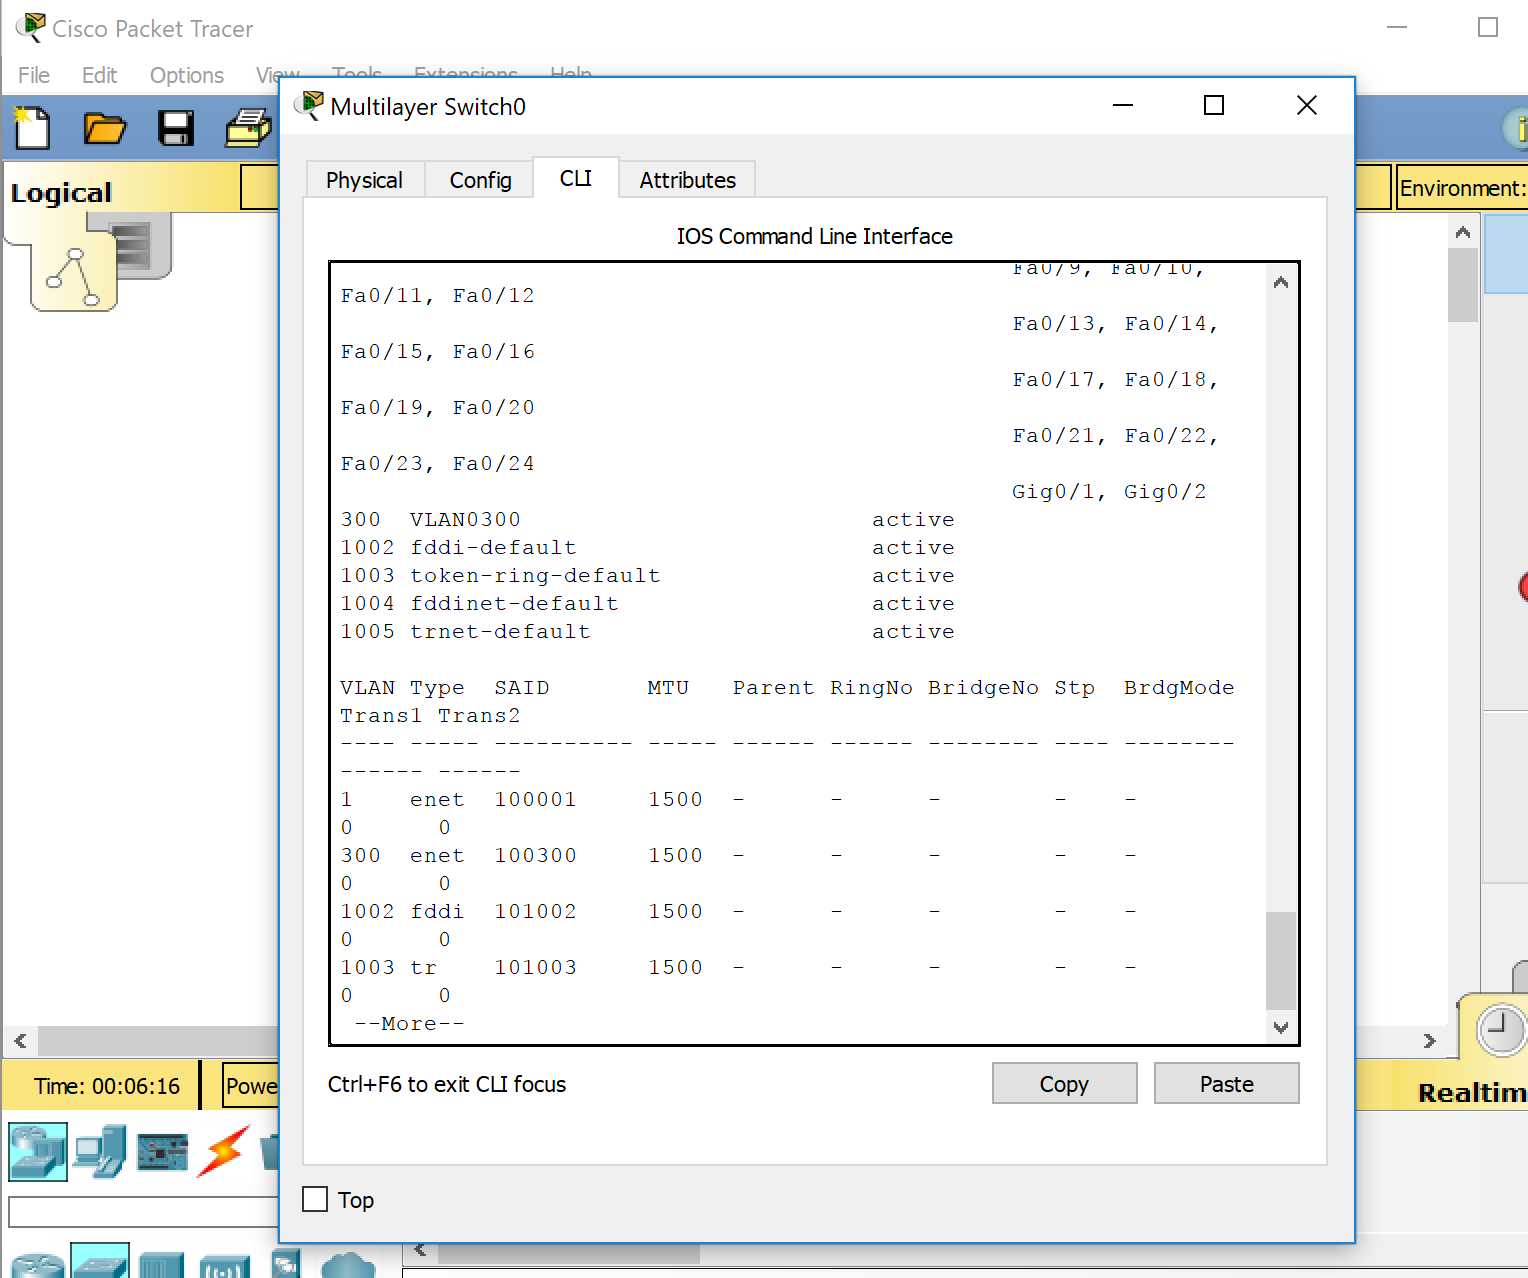 Cisco Packet Tracer
File Edit Options View Tools Extensions Help
Multilayer Switch0
Physical Config CLI Attributes
Logical
Environment:
IOS Command Line Interface
Fa0/9, Fa0/10,
Fa0/11, Fa0/12
Fa0/13, Fa0/14,
Fa0/15, Fa0/16
Fa0/17, Fa0/18,
Fa0/19, Fa0/20
Fa0/21, Fa0/22,
Fa0/23, Fa0/24
Gig0/1, Gig0/2
300 VLAN0300 active
1002 fddi-default active
1003 token-ring-default active
1004 fddinet-default active
1005 trnet-default active
VLAN Type SAID MTU Parent RingNo BridgeNo Stp BrdgMode
Trans1 Trans2
---- ----- ---------- ----- ------ ------ -------- ---- --------
------ ------
1 enet 100001 1500 - - - - -
0 0
300 enet 100300 1500 - - - - -
0 0
1002 fddi 101002 1500 - - - - -
0 0
1003 tr 101003 1500 - - - - -
0 0
--More--
Ctrl+F6 to exit CLI focus
Copy Paste
Time: 00:06:16
Powe
Realtim
Top